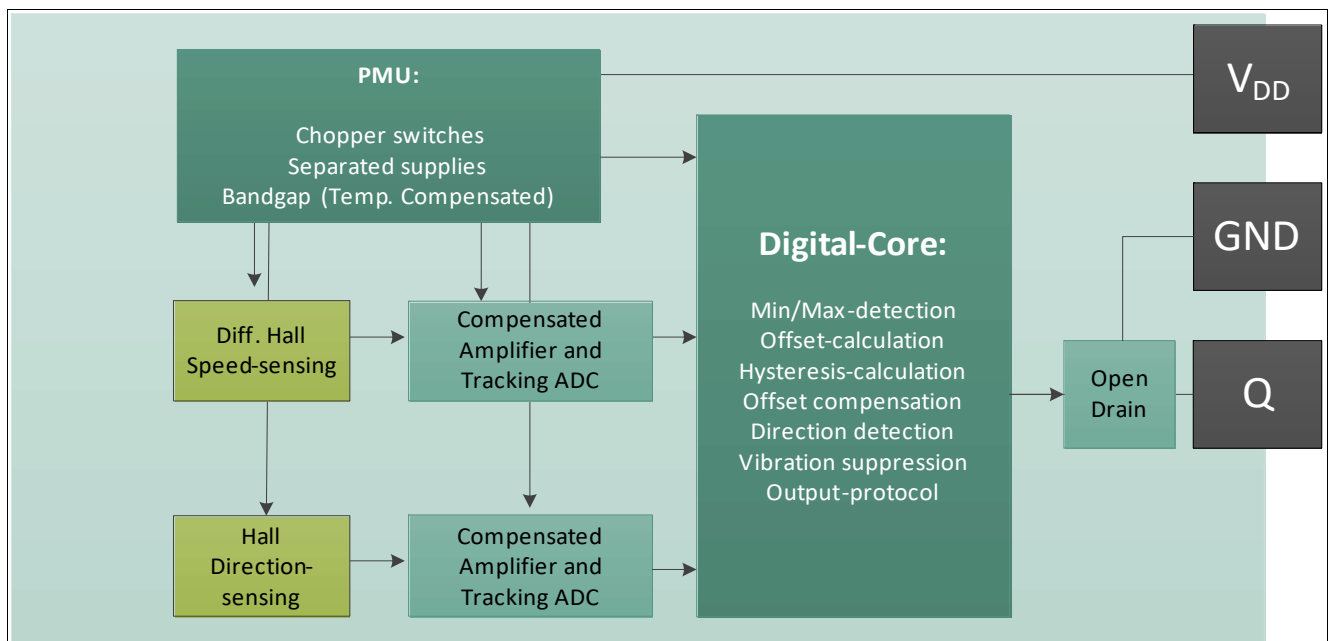 PMU:
Chopper switches
Separated supplies
Bandgap (Temp. Compensated)
VDD
GND
Q
Digital-Core:
Min/Max-detection
Offset-calculation
Hysteresis-calculation
Offset compensation
Direction detection
Vibration suppression
Output-protocol
Diff. Hall
Speed-sensing
Compensated
Amplifier and
Tracking ADC
Open
Drain
Hall
Direction-
sensing
Compensated
Amplifier and
Tracking ADC